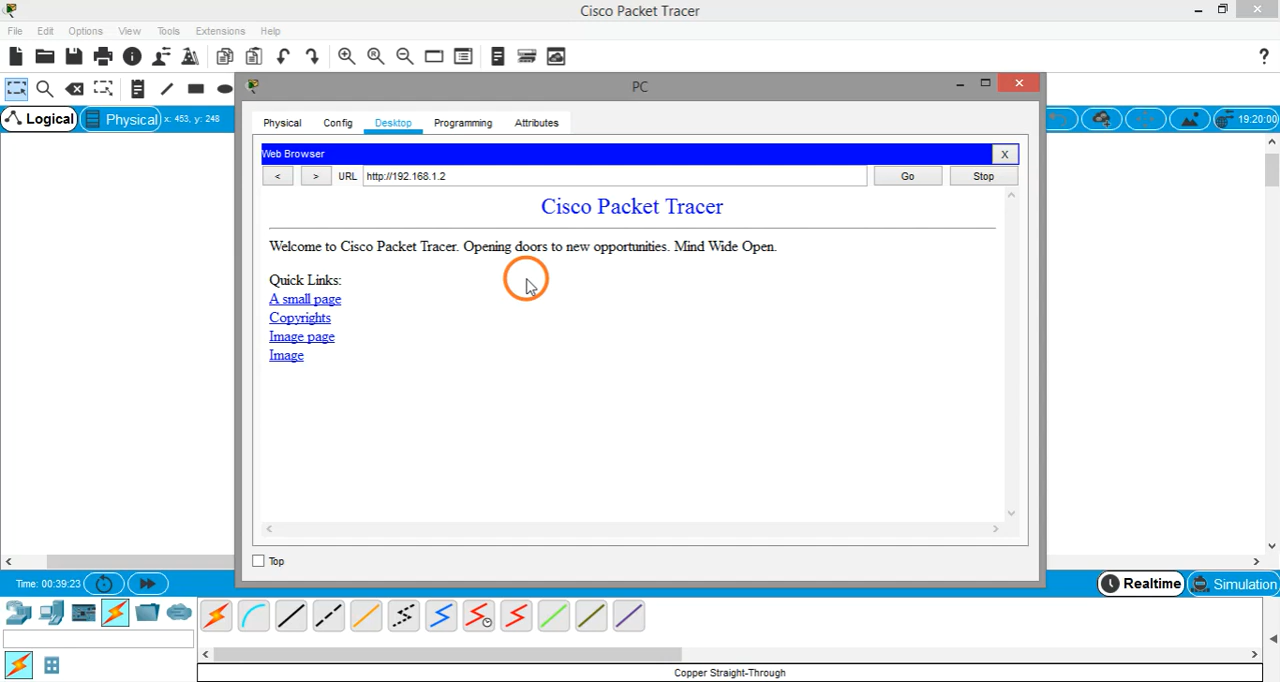 Cisco Packet Tracer
File Edit Options View Tools Extensions Help
?
PC
Logical Physical x: 453, y: 248 19:20:00
Physical Config Desktop Programming Attributes
Web Browser X
< > URL http://192.168.1.2 Go Stop
Cisco Packet Tracer
Welcome to Cisco Packet Tracer. Opening doors to new opportunities. Mind Wide Open.
Quick Links:
A small page
Copyrights
Image page
Image
Top
Time: 00:39:23 Realtime Simulation
Copper Straight-Through